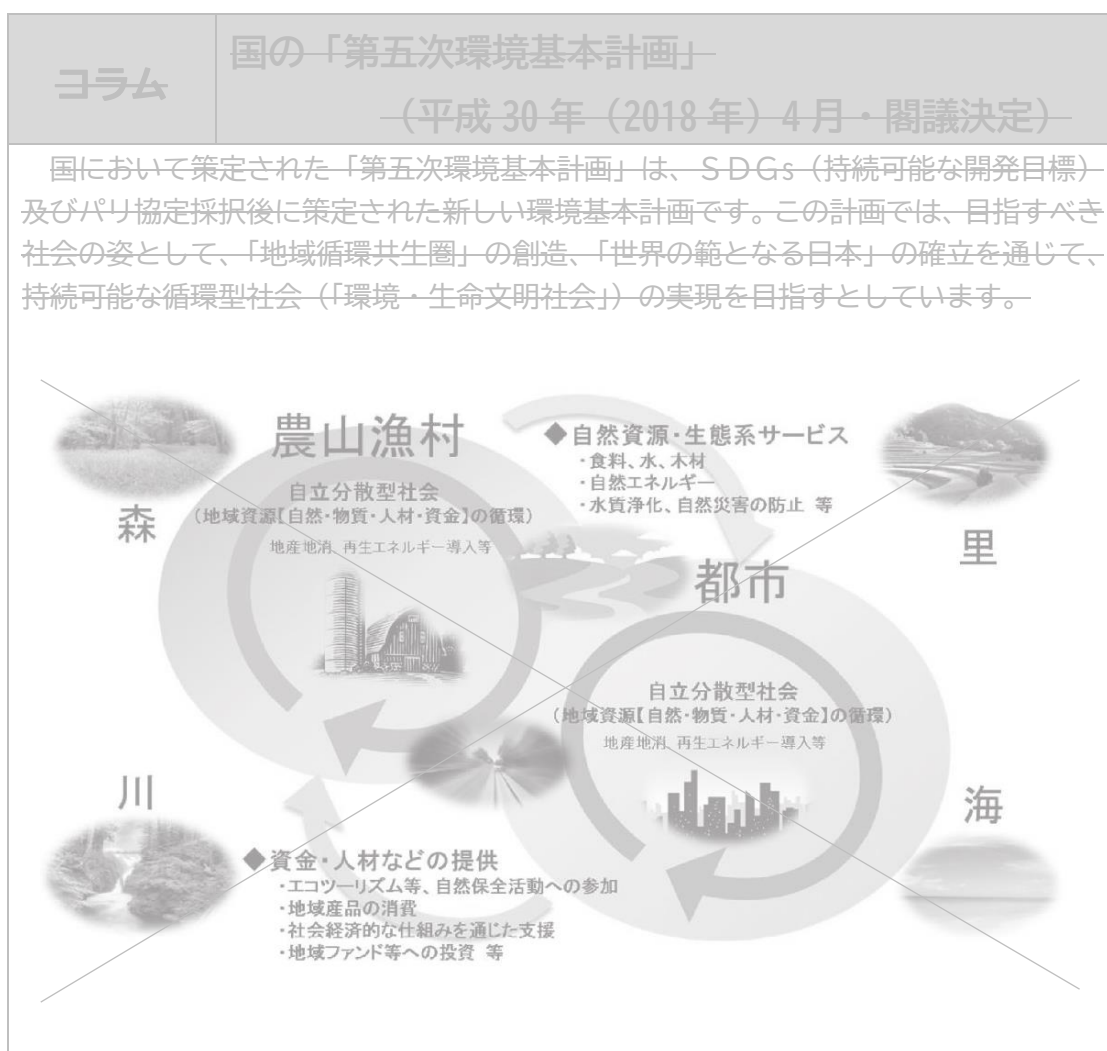 コラム
国の「第五次環境基本計画」
（平成 30 年（2018 年）4 月・閣議決定）
国において策定された「第五次環境基本計画」は、ＳＤＧｓ（持続可能な開発目標）
及びパリ協定採択後に策定された新しい環境基本計画です。この計画では、目指すべき
社会の姿として、「地域循環共生圏」の創造、「世界の範となる日本」の確立を通じて、
持続可能な循環型社会（「環境・生命文明社会」）の実現を目指すとしています。
農山漁村
自立分散型社会
（地域資源【自然・物質・人材・資金】の循環）
地産地消、再生エネルギー導入等
◆自然資源・生態系サービス
・食料、水、木材
・自然エネルギー
・水質浄化、自然災害の防止 等
森
里
都市
自立分散型社会
（地域資源【自然・物質・人材・資金】の循環）
地産地消、再生エネルギー導入等
川
海
◆資金・人材などの提供
・エコツーリズム等、自然保全活動への参加
・地域産品の消費
・社会経済的な仕組みを通じた支援
・地域ファンド等への投資 等